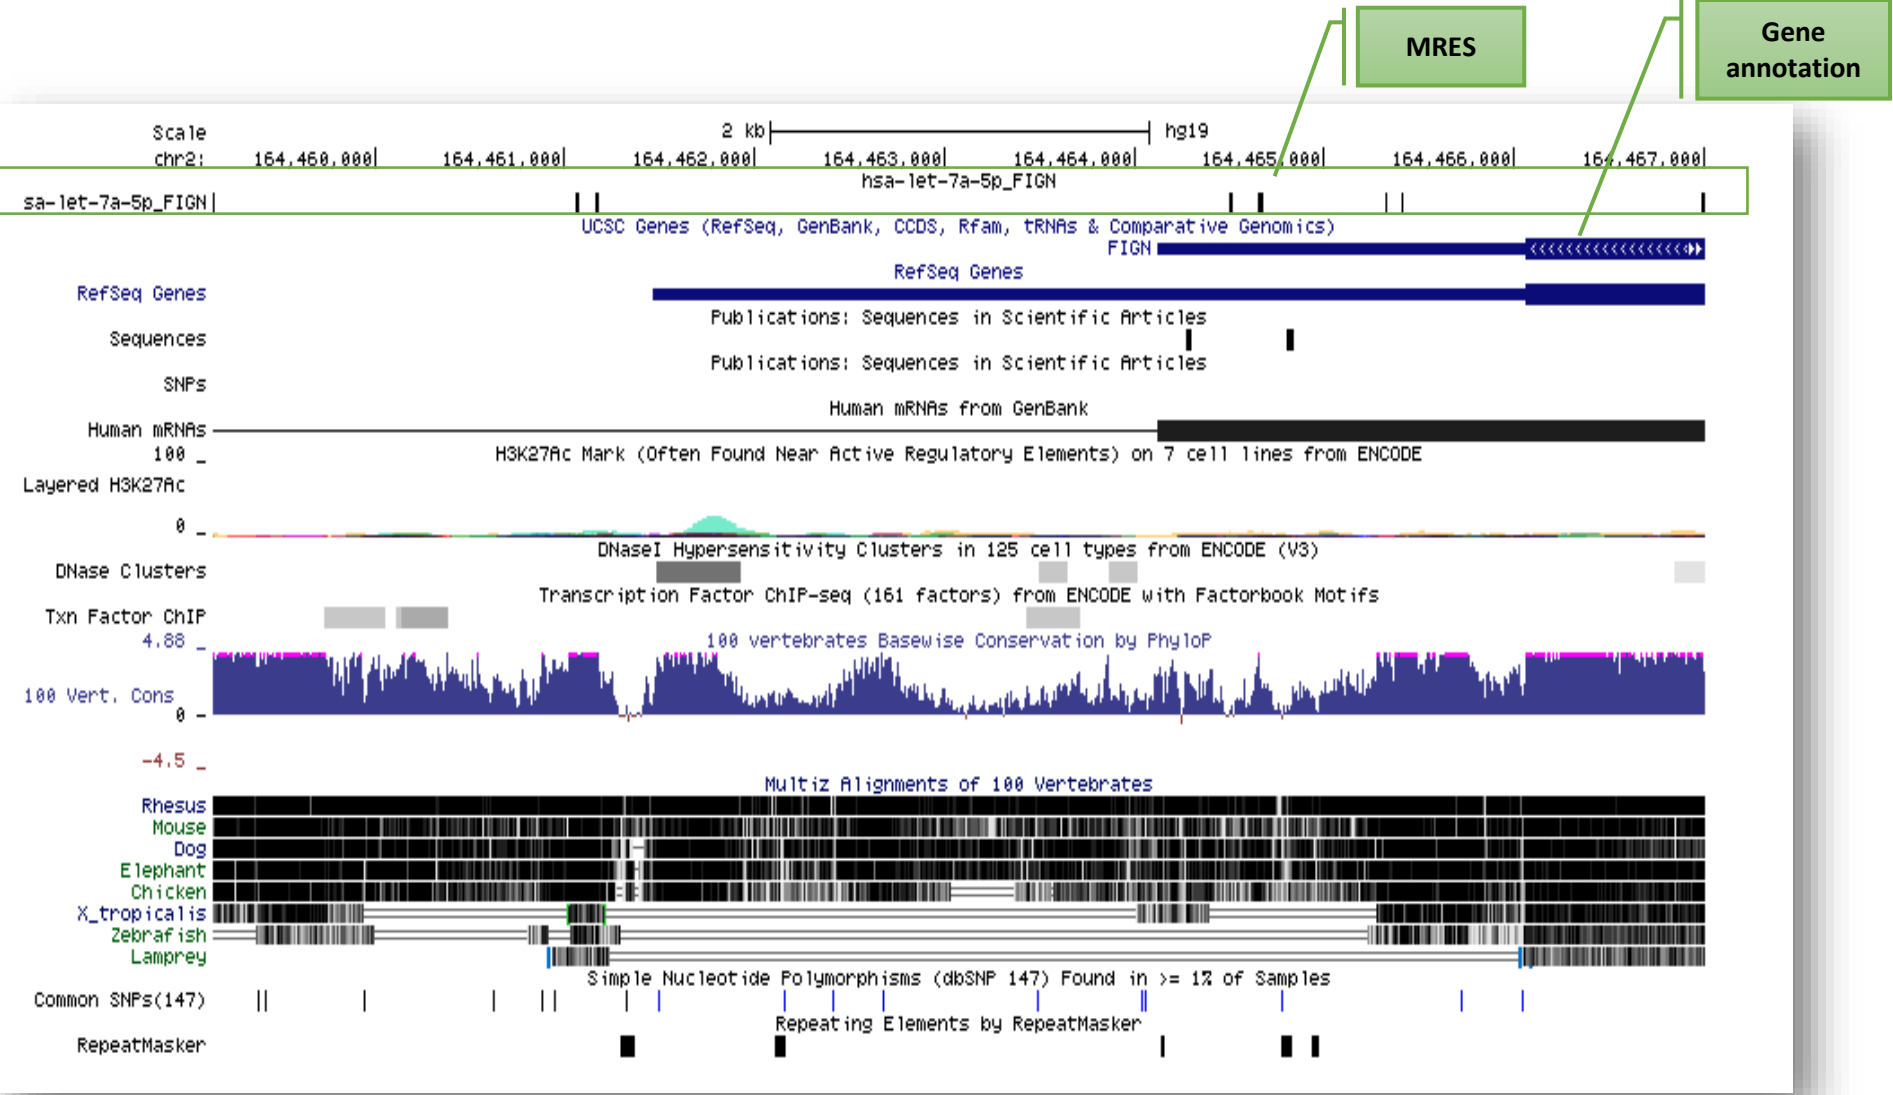 MRES
Gene
annotation
Scale 2 kb hg19
chr2: 164,460,000 164,461,000 164,462,000 164,463,000 164,464,000 164,465,000 164,466,000 164,467,000
hsa-let-7a-5p_FIGN
sa-let-7a-5p_FIGN
UCSC Genes (RefSeq, GenBank, CCDS, Rfam, tRNAs & Comparative Genomics)
FIGN
RefSeq Genes
RefSeq Genes
Publications: Sequences in Scientific Articles
Sequences
Publications: Sequences in Scientific Articles
SNPs
Human mRNAs from GenBank
Human mRNAs
100 _ H3K27Ac Mark (Often Found Near Active Regulatory Elements) on 7 cell lines from ENCODE
Layered H3K27Ac
0 _
DNaseI Hypersensitivity Clusters in 125 cell types from ENCODE (V3)
DNase Clusters
Transcription Factor ChIP-seq (161 factors) from ENCODE with Factorbook Motifs
Txn Factor ChIP
4.88 _ 100 vertebrates Basewise Conservation by PhyloP
100 Vert. Cons
0 _
-4.5 _
Multiz Alignments of 100 Vertebrates
Rhesus
Mouse
Dog
Elephant
Chicken
X_tropicalis
Zebrafish
Lamprey
Simple Nucleotide Polymorphisms (dbSNP 147) Found in >= 1% of Samples
Common SNPs(147)
Repeating Elements by RepeatMasker
RepeatMasker